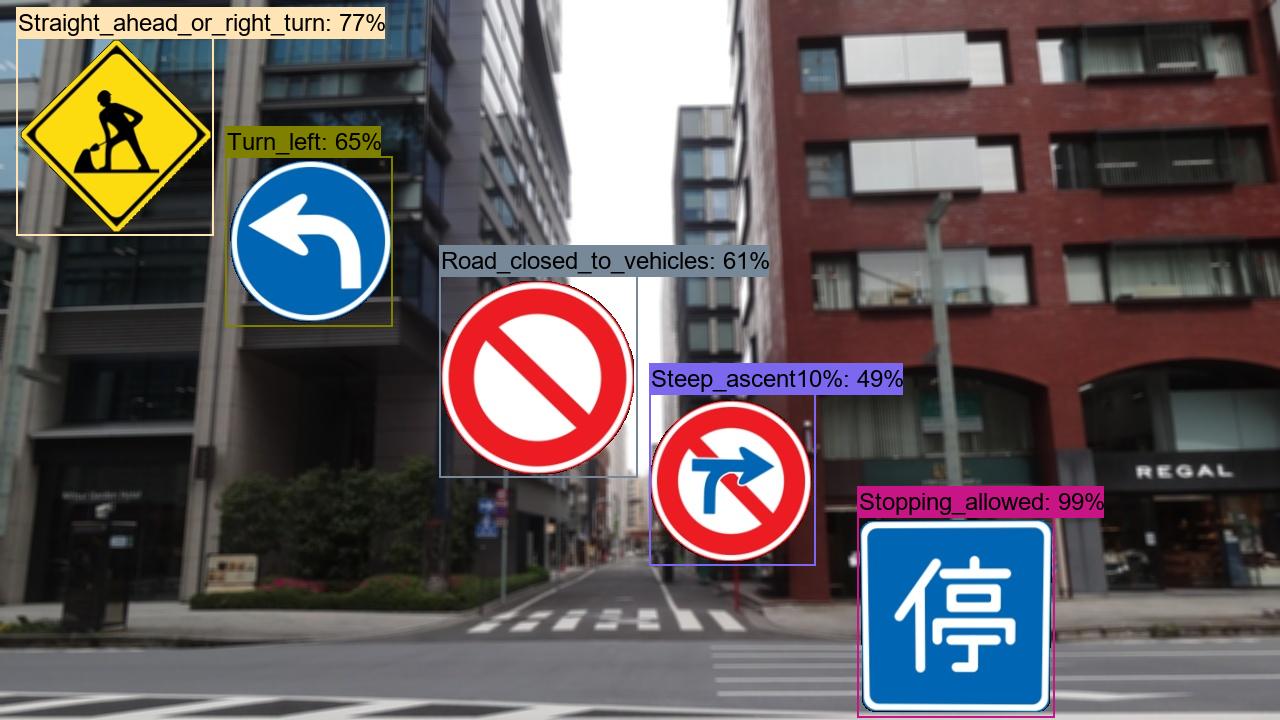 Straight_ahead_or_right_turn: 77%
Turn_left: 65%
Road_closed_to_vehicles: 61%
Steep_ascent10%: 49%
REGAL
Stopping_allowed: 99%
停